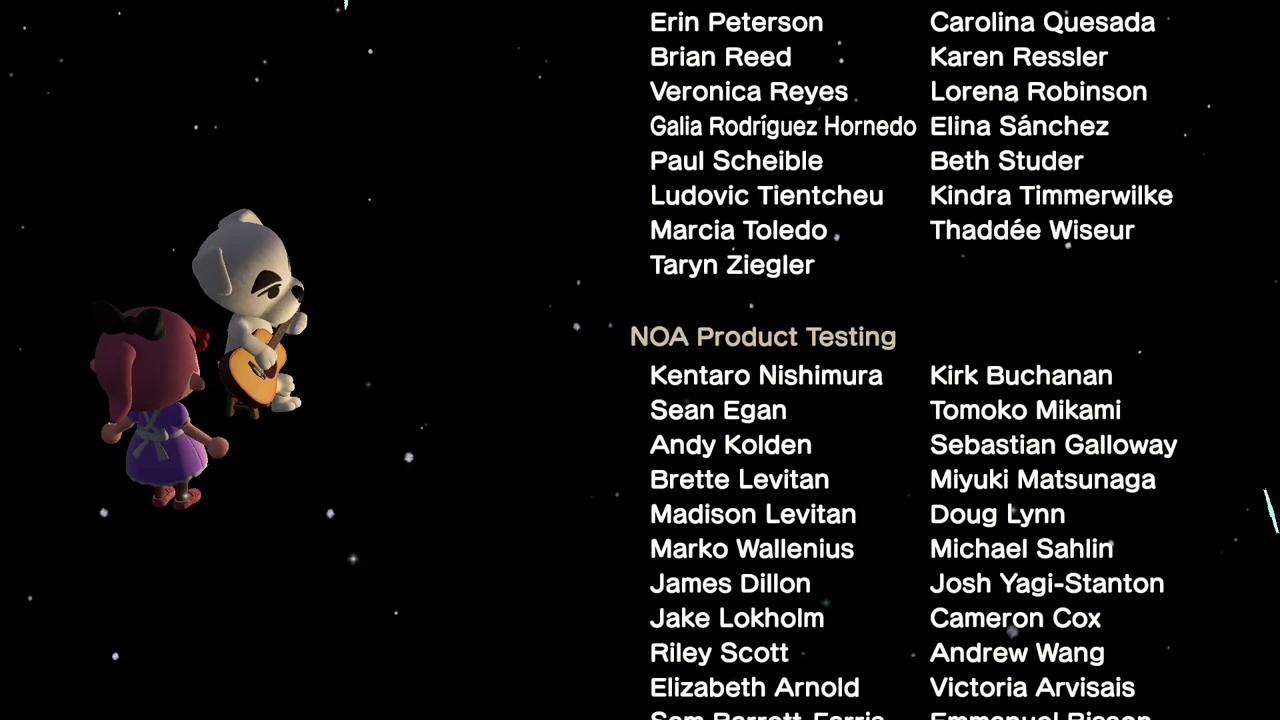 Erin Peterson Carolina Quesada
Brian Reed Karen Ressler
Veronica Reyes Lorena Robinson
Galia Rodríguez Hornedo Elina Sánchez
Paul Scheible Beth Studer
Ludovic Tientcheu Kindra Timmerwilke
Marcia Toledo Thaddée Wiseur
Taryn Ziegler
NOA Product Testing
Kentaro Nishimura Kirk Buchanan
Sean Egan Tomoko Mikami
Andy Kolden Sebastian Galloway
Brette Levitan Miyuki Matsunaga
Madison Levitan Doug Lynn
Marko Wallenius Michael Sahlin
James Dillon Josh Yagi-Stanton
Jake Lokholm Cameron Cox
Riley Scott Andrew Wang
Elizabeth Arnold Victoria Arvisais